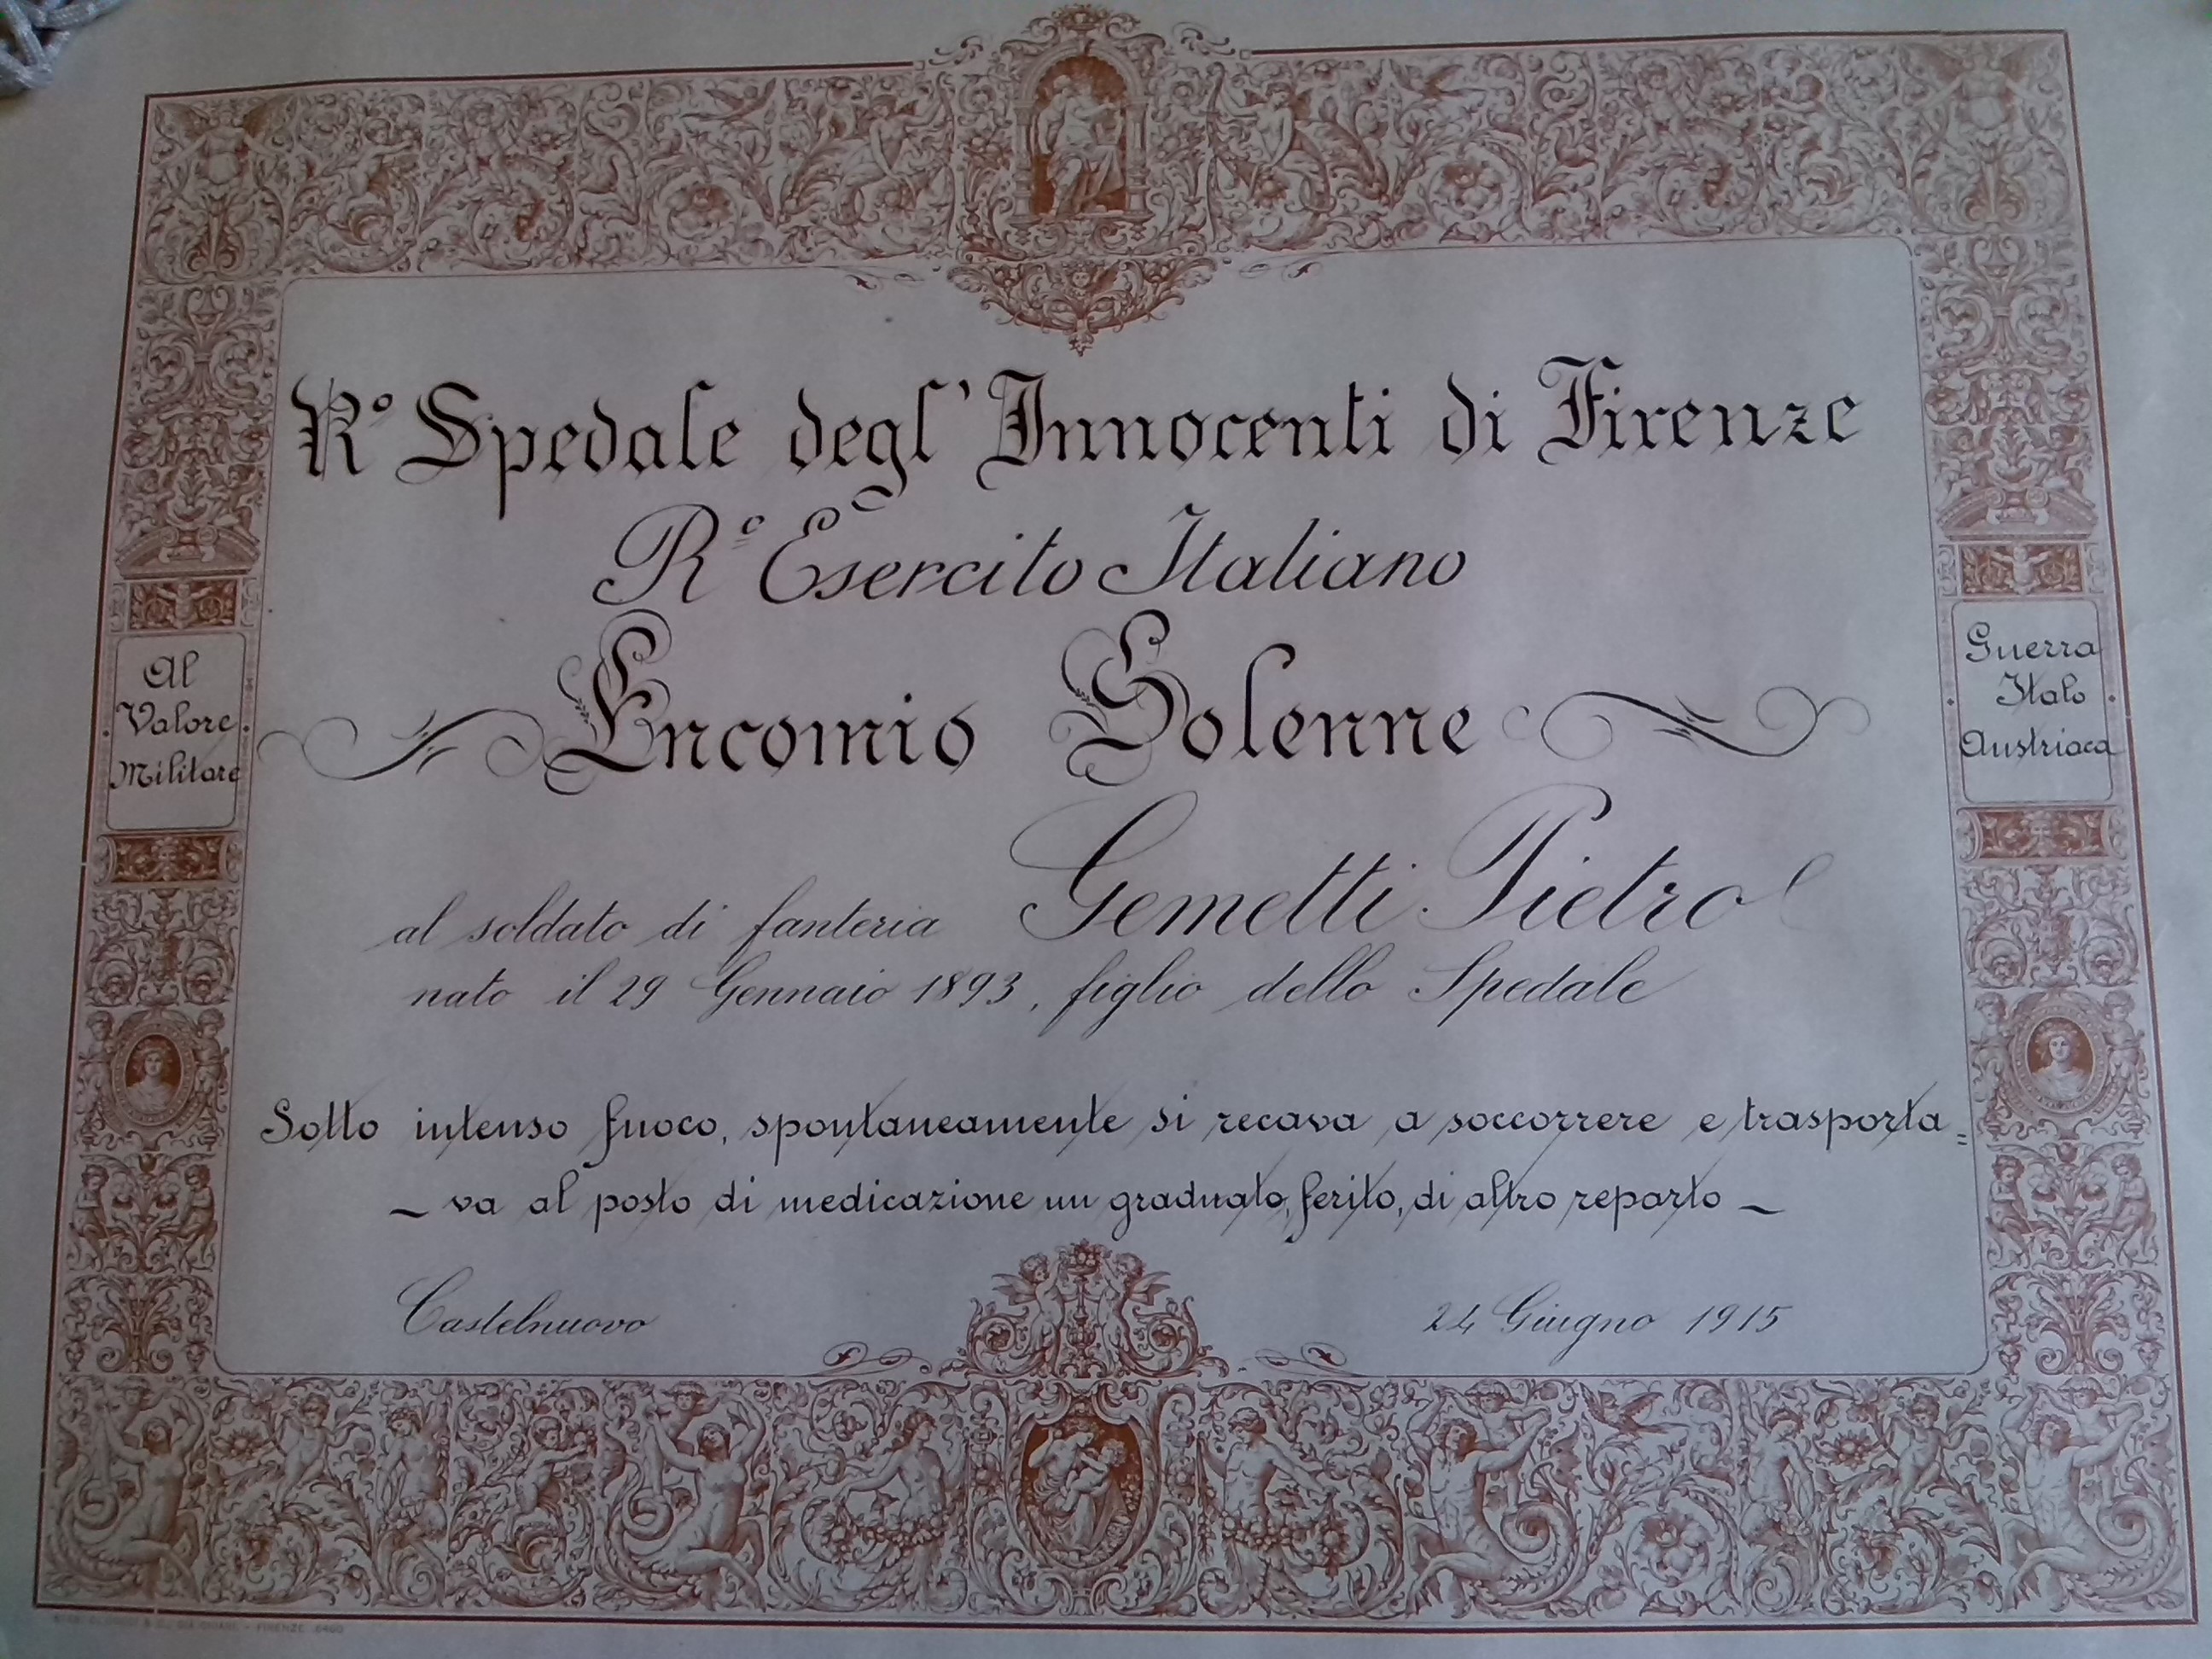 R.º Spedale degl' Innocenti di Firenze
R.º Esercito Italiano
Encomio Solenne
Al
Valore
Militare
Guerra
Italo
Austriaca
al soldato di fanteria Gemetti Pietro
nato il 29 Gennaio 1893, figlio dello Spedale
Sotto intenso fuoco, spontaneamente si recava a soccorrere e trasporta=
– va al posto di medicazione un graduato, ferito, di altro reparto –
Castelnuovo 24 Giugno 1915
FIRENZE